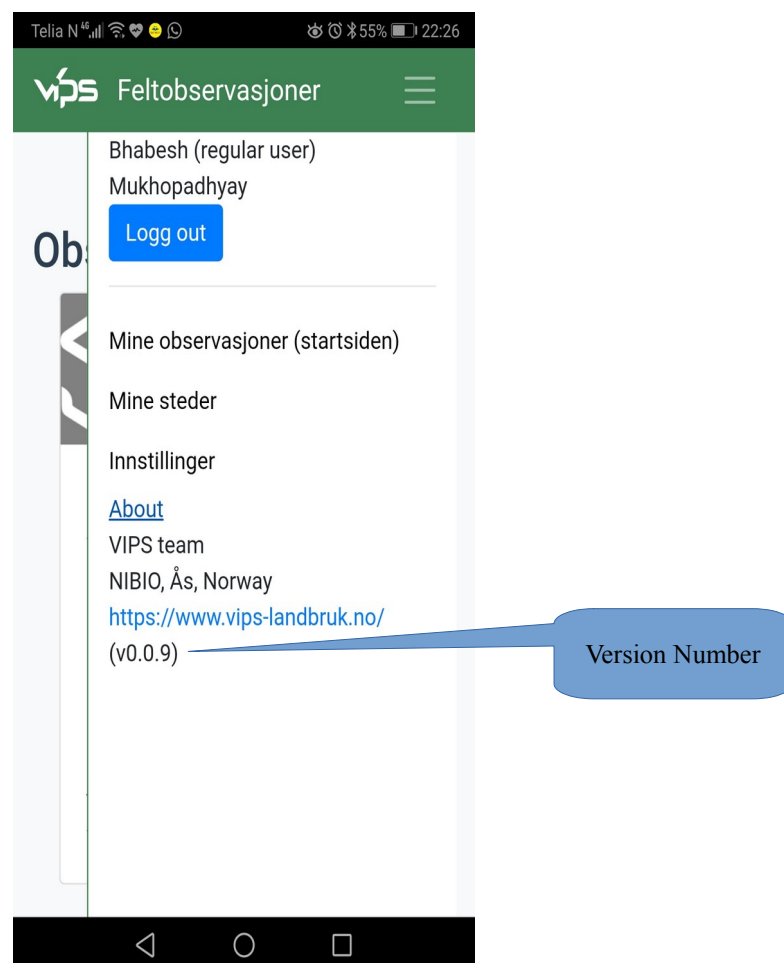 Telia N 4G 55% 22:26
VIPS Feltobservasjoner
Bhabesh (regular user)
Mukhopadhyay
Logg out
Obs
Mine observasjoner (startsiden)
Mine steder
Innstillinger
About
VIPS team
NIBIO, Ås, Norway
https://www.vips-landbruk.no/
(v0.0.9)
Version Number